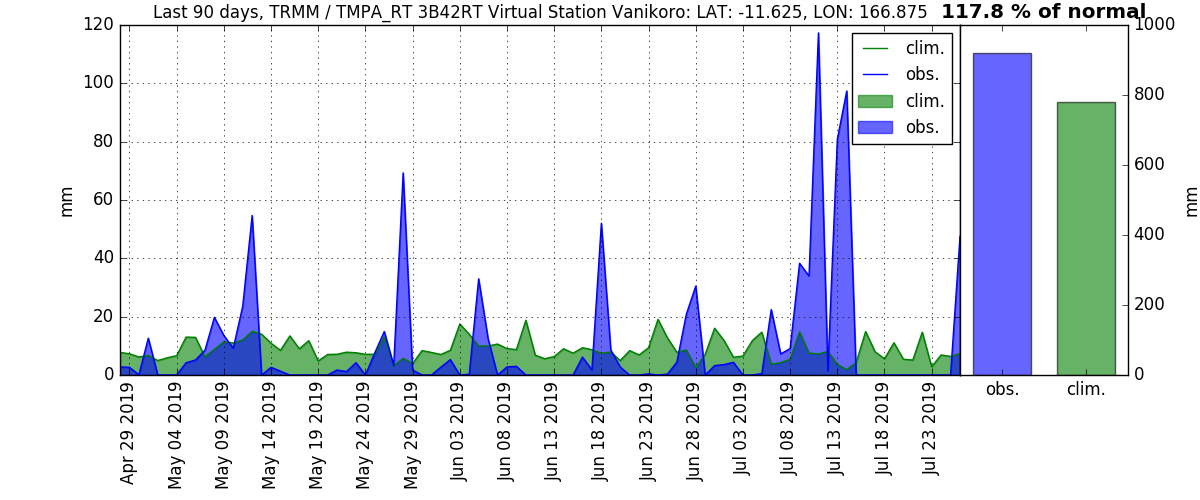 Last 90 days, TRMM / TMPA_RT 3B42RT Virtual Station Vanikoro: LAT: -11.625, LON: 166.875
117.8 % of normal
mm
120
100
80
60
40
20
0
clim.
obs.
clim.
obs.
Apr 29 2019
May 04 2019
May 09 2019
May 14 2019
May 19 2019
May 24 2019
May 29 2019
Jun 03 2019
Jun 08 2019
Jun 13 2019
Jun 18 2019
Jun 23 2019
Jun 28 2019
Jul 03 2019
Jul 08 2019
Jul 13 2019
Jul 18 2019
Jul 23 2019
1000
800
600
400
200
0
mm
obs.
clim.